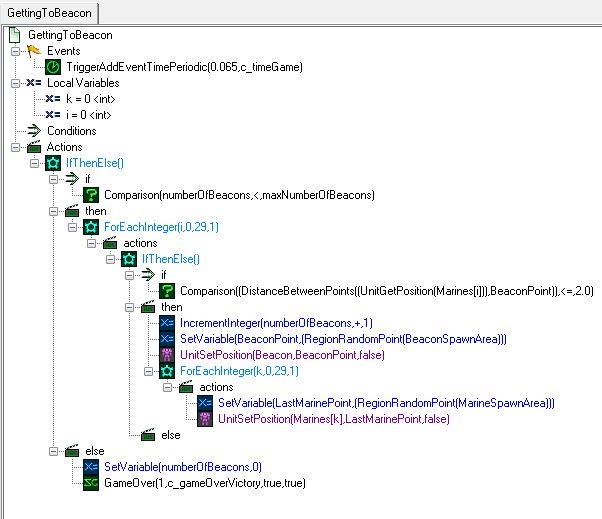 GettingToBeacon
GettingToBeacon
Events
TriggerAddEventTimePeriodic(0.065,c_timeGame)
Local Variables
k = 0 <int>
i = 0 <int>
Conditions
Actions
IfThenElse()
if
Comparison(numberOfBeacons,<,maxNumberOfBeacons)
then
ForEachInteger(i,0,29,1)
actions
IfThenElse()
if
Comparison((DistanceBetweenPoints((UnitGetPosition(Marines[i])),BeaconPoint)),<=,2.0)
then
IncrementInteger(numberOfBeacons,+,1)
SetVariable(BeaconPoint,(RegionRandomPoint(BeaconSpawnArea)))
UnitSetPosition(Beacon,BeaconPoint,false)
ForEachInteger(k,0,29,1)
actions
SetVariable(LastMarinePoint,(RegionRandomPoint(MarineSpawnArea)))
UnitSetPosition(Marines[k],LastMarinePoint,false)
else
else
SetVariable(numberOfBeacons,0)
GameOver(1,c_gameOverVictory,true,true)